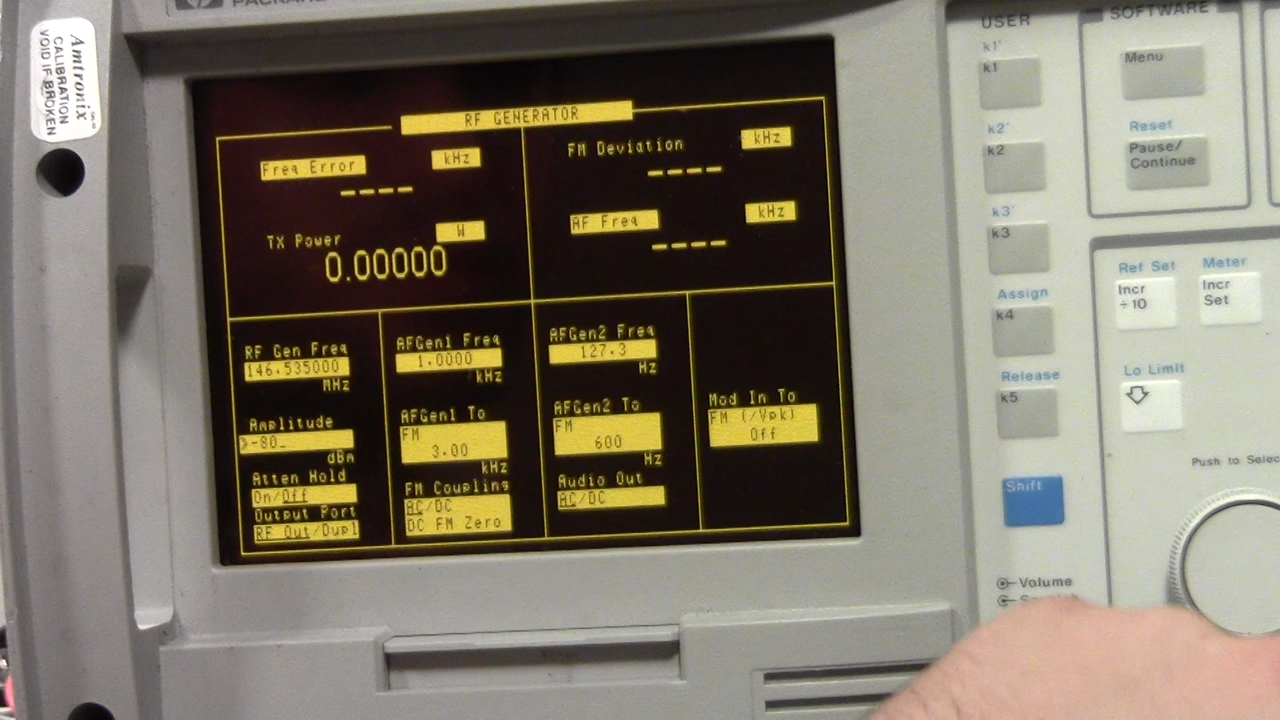 PACKARD
Amtronix
CALIBRATION
VOID IF BROKEN
RF GENERATOR
Freq Error
kHz
----
TX Power
W
0.00000
FM Deviation
kHz
----
AF Freq
kHz
----
RF Gen Freq
146.535000
MHz
Amplitude
-80_
dBm
Atten Hold
On/Off
Output Port
RF Out/Dupl
AFGen1 Freq
1.0000
kHz
AFGen1 To
FM
3.00
kHz
FM Coupling
AC/DC
DC FM Zero
AFGen2 Freq
127.3
Hz
AFGen2 To
FM
600
Hz
Audio Out
AC/DC
Mod In To
FM (/Vpk)
Off
USER
k1'
k1
k2'
k2
k3'
k3
Assign
k4
Release
k5
Shift
Volume
SOFTWARE
Menu
Reset
Pause/
Continue
Ref Set
Incr
÷10
Meter
Incr
Set
Lo Limit
Push to Selec